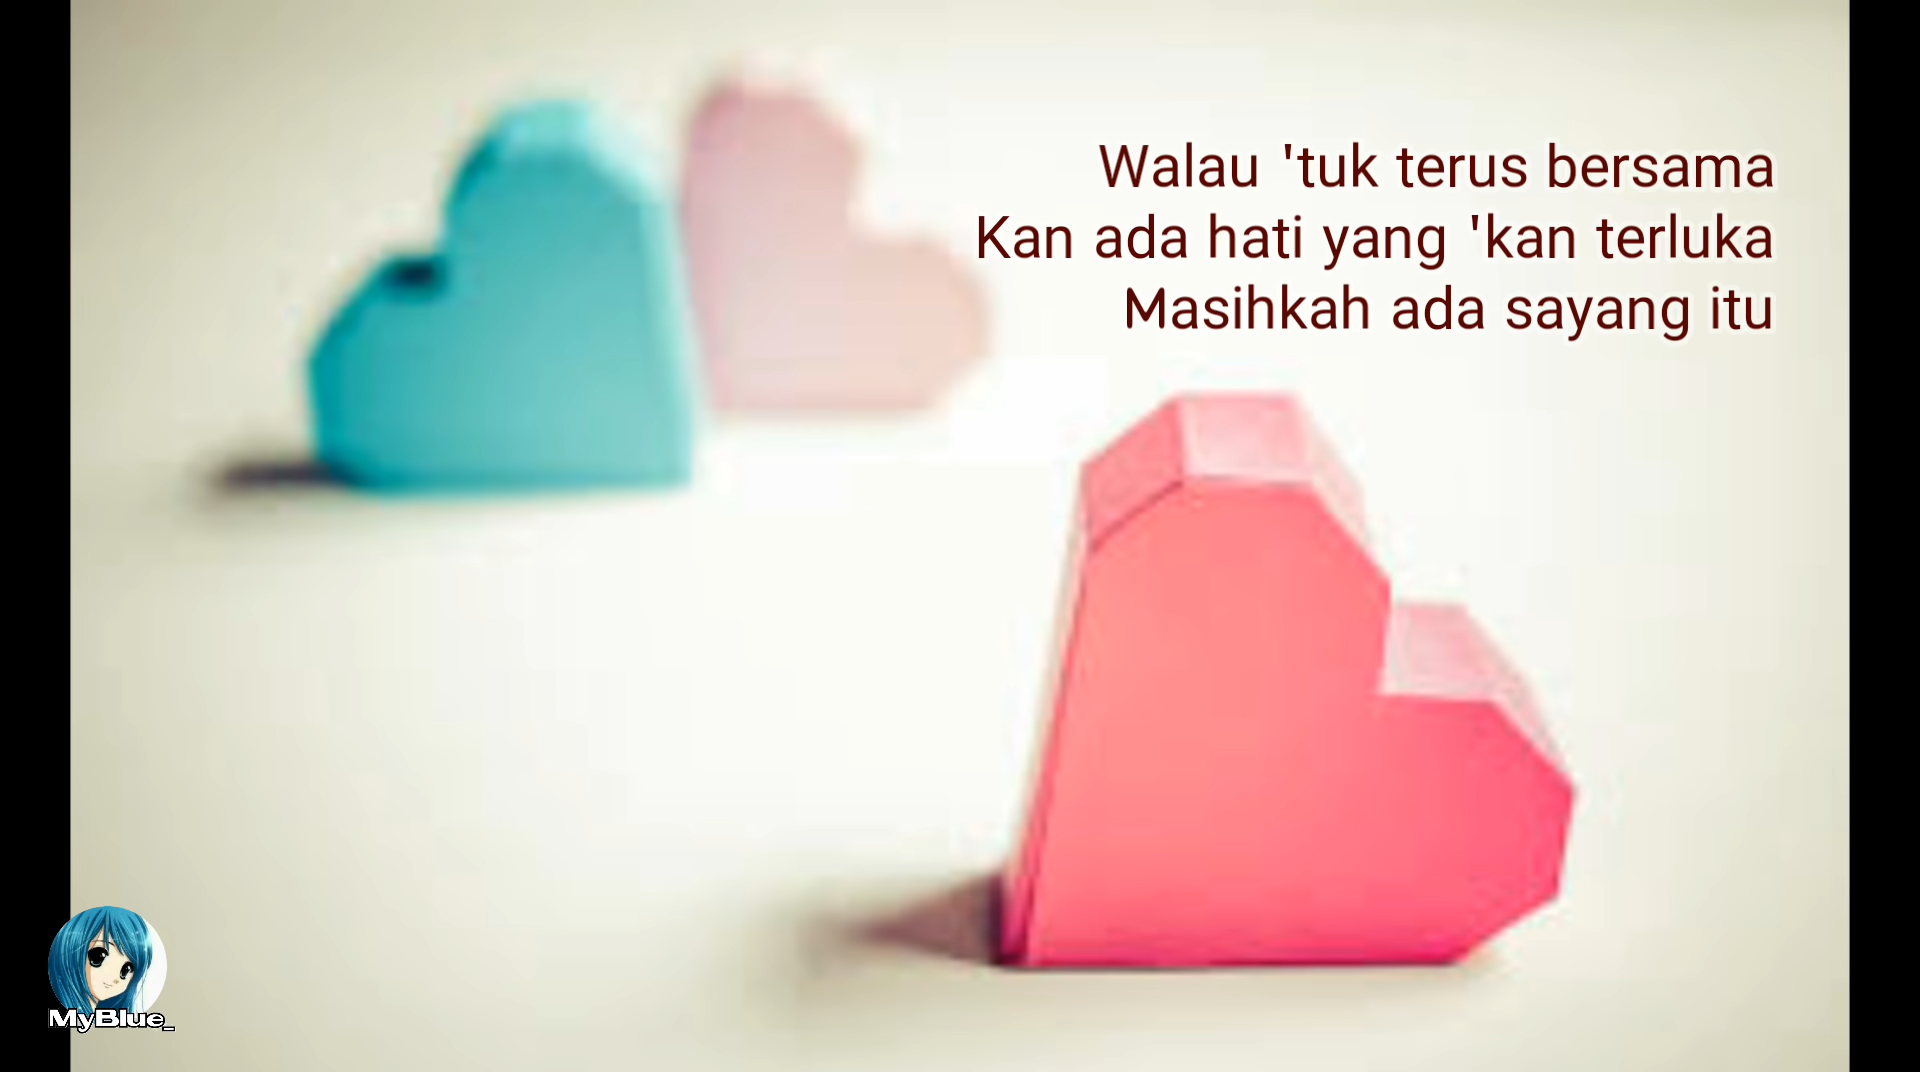 Walau 'tuk terus bersama
Kan ada hati yang 'kan terluka
Masihkah ada sayang itu
MyBlue_